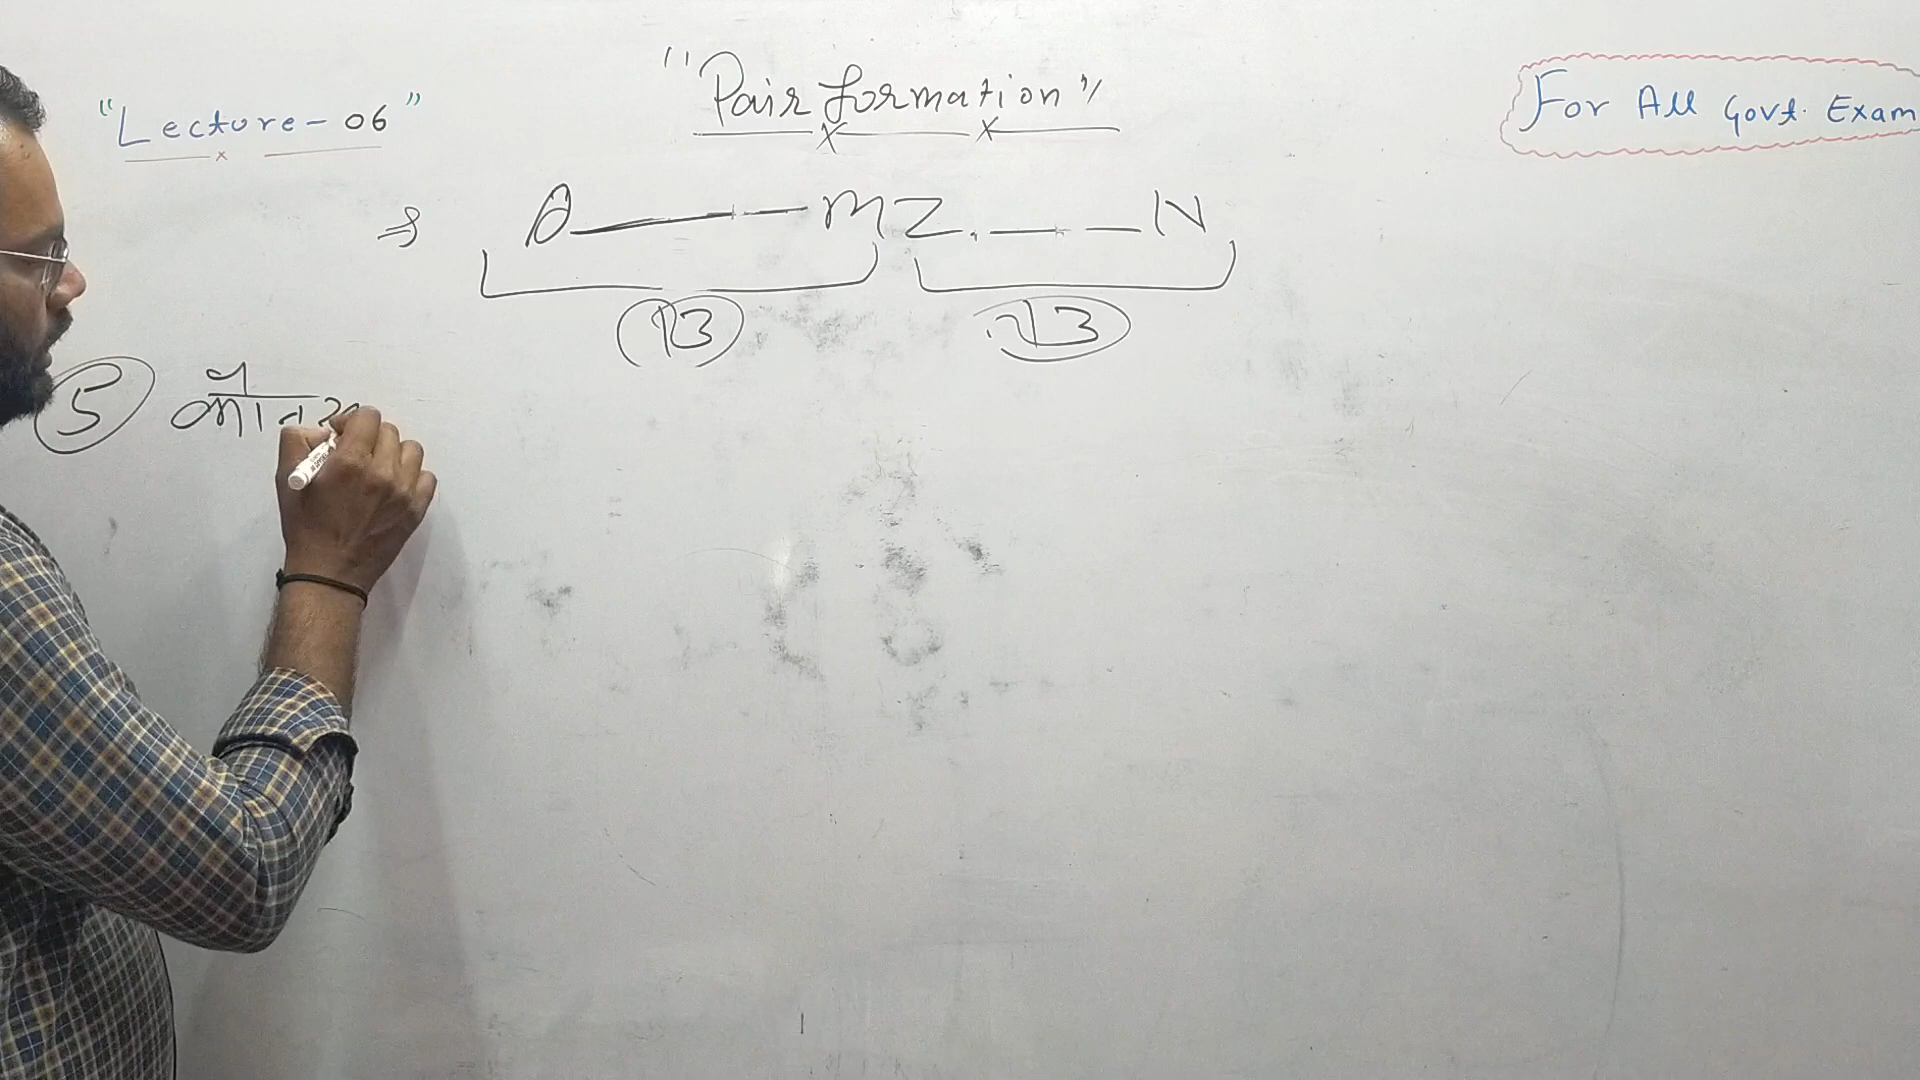 "Lecture-06"
"Pair formation"
For All Govt. Exam
⇒ A — — M Z. — — N
13 13
5